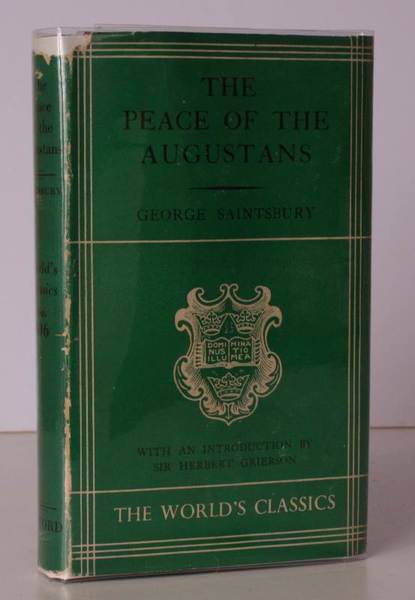 THE
PEACE OF THE
AUGUSTANS
GEORGE SAINTSBURY
DOMI MINA
NUS TIO
ILLU MEA
WITH AN INTRODUCTION BY
SIR HERBERT GRIERSON
THE WORLD'S CLASSICS